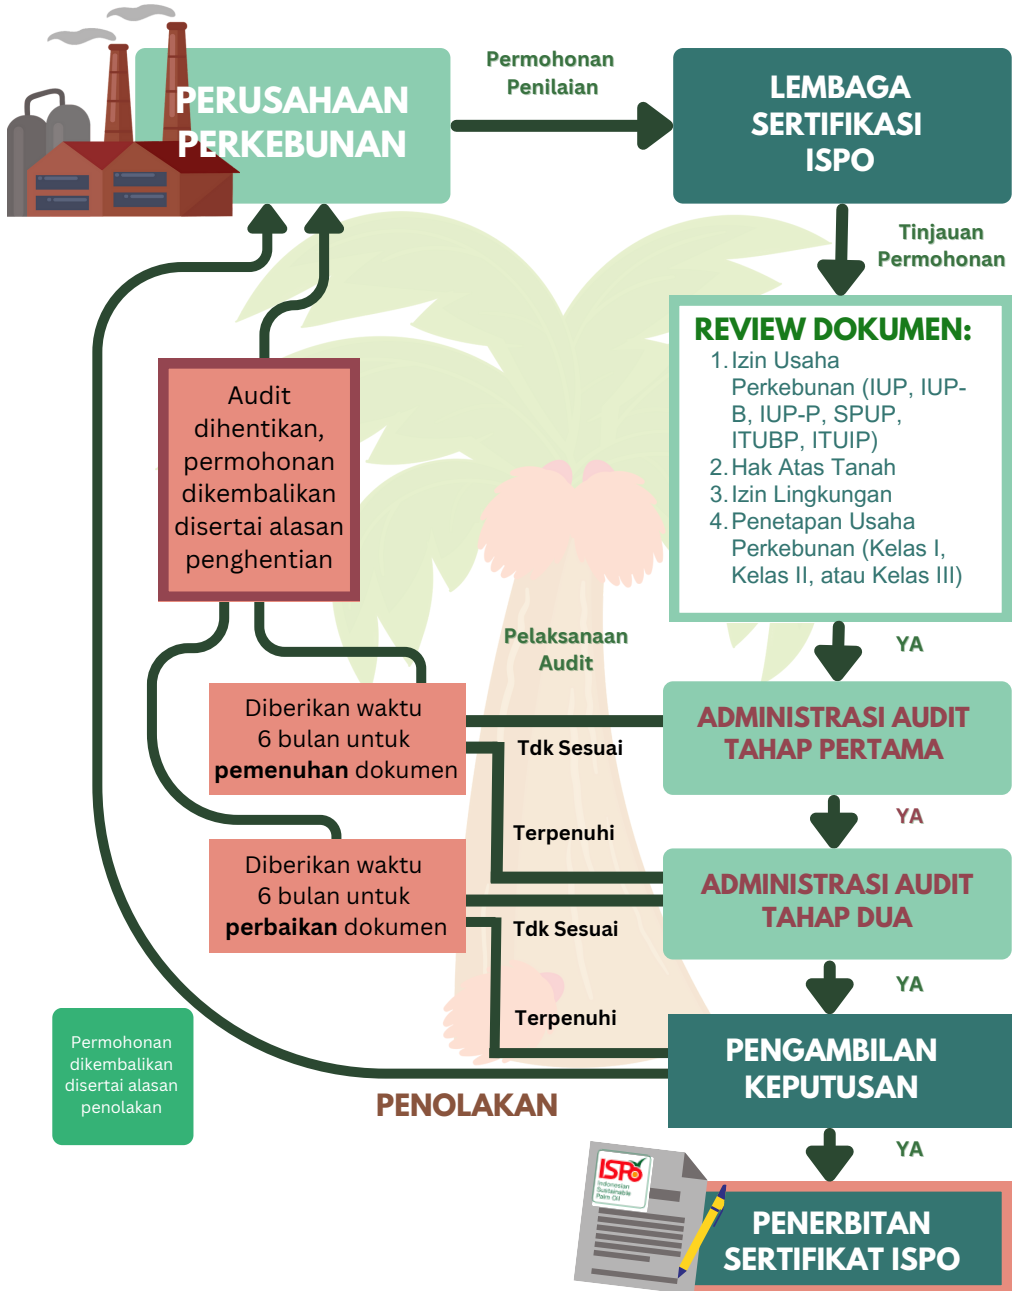 PERUSAHAAN
PERKEBUNAN
Permohonan
Penilaian
LEMBAGA
SERTIFIKASI
ISPO
Tinjauan
Permohonan
REVIEW DOKUMEN:
1. Izin Usaha
Perkebunan (IUP, IUP-
B, IUP-P, SPUP,
ITUBP, ITUIP)
2. Hak Atas Tanah
3. Izin Lingkungan
4. Penetapan Usaha
Perkebunan (Kelas I,
Kelas II, atau Kelas III)
Audit
dihentikan,
permohonan
dikembalikan
disertai alasan
penghentian
Pelaksanaan
Audit
YA
Diberikan waktu
6 bulan untuk
pemenuhan dokumen
Tdk Sesuai
ADMINISTRASI AUDIT
TAHAP PERTAMA
Terpenuhi
YA
Diberikan waktu
6 bulan untuk
perbaikan dokumen
Tdk Sesuai
ADMINISTRASI AUDIT
TAHAP DUA
YA
Terpenuhi
Permohonan
dikembalikan
disertai alasan
penolakan
PENGAMBILAN
KEPUTUSAN
PENOLAKAN
YA
ISPO
Indonesian
Sustainable
Palm Oil
PENERBITAN
SERTIFIKAT ISPO